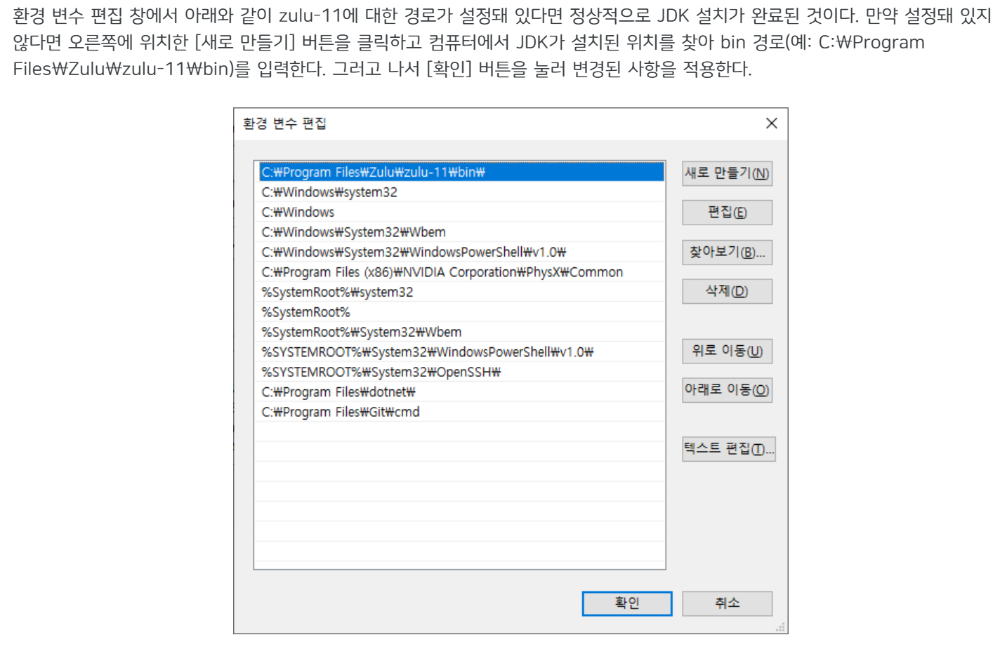 환경 변수 편집 창에서 아래와 같이 zulu-11에 대한 경로가 설정돼 있다면 정상적으로 JDK 설치가 완료된 것이다. 만약 설정돼 있지
않다면 오른쪽에 위치한 [새로 만들기] 버튼을 클릭하고 컴퓨터에서 JDK가 설치된 위치를 찾아 bin 경로(예: C:₩Program
Files₩Zulu₩zulu-11₩bin)를 입력한다. 그러고 나서 [확인] 버튼을 눌러 변경된 사항을 적용한다.
환경 변수 편집
C:₩Program Files₩Zulu₩zulu-11₩bin₩
C:₩Windows₩system32
C:₩Windows
C:₩Windows₩System32₩Wbem
C:₩Windows₩System32₩WindowsPowerShell₩v1.0₩
C:₩Program Files (x86)₩NVIDIA Corporation₩PhysX₩Common
%SystemRoot%₩system32
%SystemRoot%
%SystemRoot%₩System32₩Wbem
%SYSTEMROOT%₩System32₩WindowsPowerShell₩v1.0₩
%SYSTEMROOT%₩System32₩OpenSSH₩
C:₩Program Files₩dotnet₩
C:₩Program Files₩Git₩cmd
새로 만들기(N)
편집(E)
찾아보기(B)...
삭제(D)
위로 이동(U)
아래로 이동(O)
텍스트 편집(T)...
확인
취소